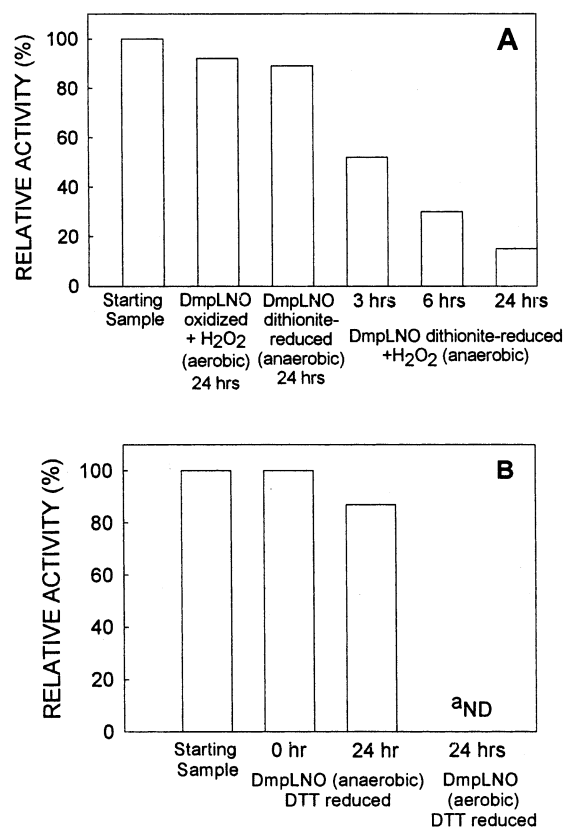 A
RELATIVE ACTIVITY (%)
100
80
60
40
20
0
Starting
Sample
DmpLNO
oxidized
+ H2O2
(aerobic)
24 hrs
DmpLNO
dithionite-
reduced
(anaerobic)
24 hrs
3 hrs
6 hrs
24 hrs
DmpLNO dithionite-reduced
+H2O2 (anaerobic)
B
RELATIVE ACTIVITY (%)
100
80
60
40
20
0
aND
Starting
Sample
0 hr
24 hr
DmpLNO (anaerobic)
DTT reduced
24 hrs
DmpLNO
(aerobic)
DTT reduced